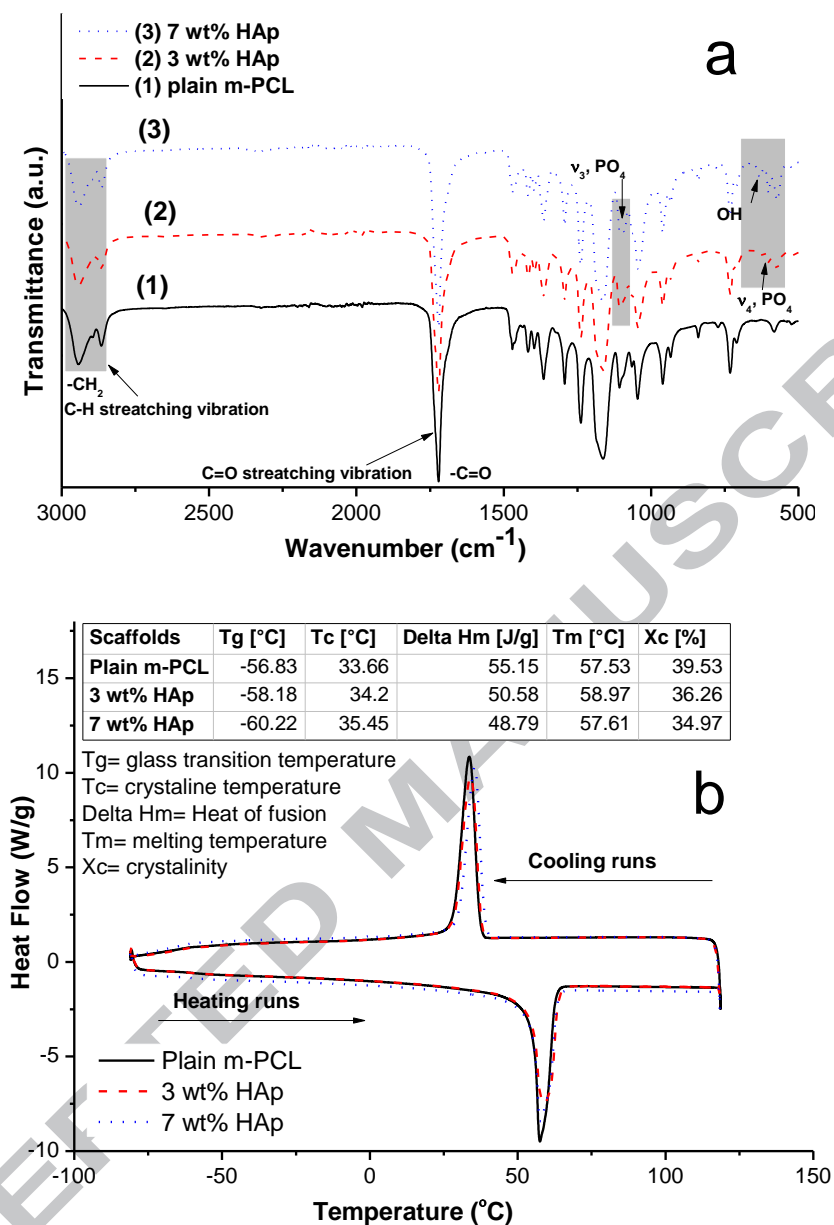 (3) 7 wt% HAp
(2) 3 wt% HAp
(1) plain m-PCL
a
(3)
(2)
(1)
ν3, PO4
OH
ν4, PO4
-CH2
C-H streatching vibration
C=O streatching vibration
-C=O
Transmittance (a.u.)
3000 2500 2000 1500 1000 500
Wavenumber (cm-1)
Scaffolds Tg [°C] Tc [°C] Delta Hm [J/g] Tm [°C] Xc [%]
Plain m-PCL -56.83 33.66 55.15 57.53 39.53
3 wt% HAp -58.18 34.2 50.58 58.97 36.26
7 wt% HAp -60.22 35.45 48.79 57.61 34.97
Tg= glass transition temperature
Tc= crystaline temperature
Delta Hm= Heat of fusion
Tm= melting temperature
Xc= crystalinity
b
Cooling runs
Heating runs
Plain m-PCL
3 wt% HAp
7 wt% HAp
Heat Flow (W/g)
15
10
5
0
-5
-10
-100 -50 0 50 100 150
Temperature (°C)